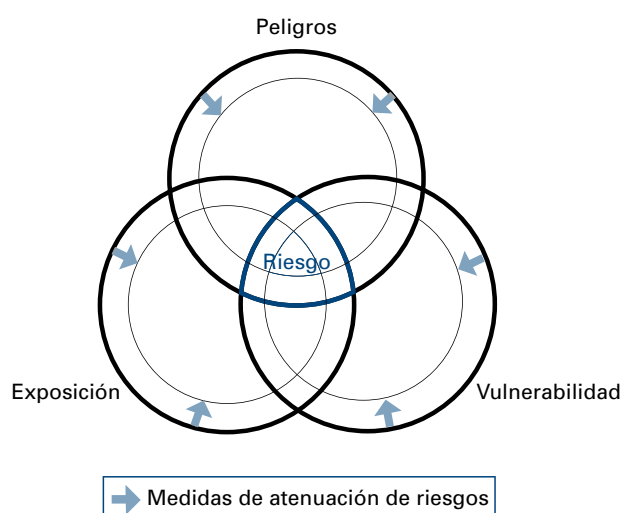 Peligros
Riesgo
Exposición
Vulnerabilidad
Medidas de atenuación de riesgos